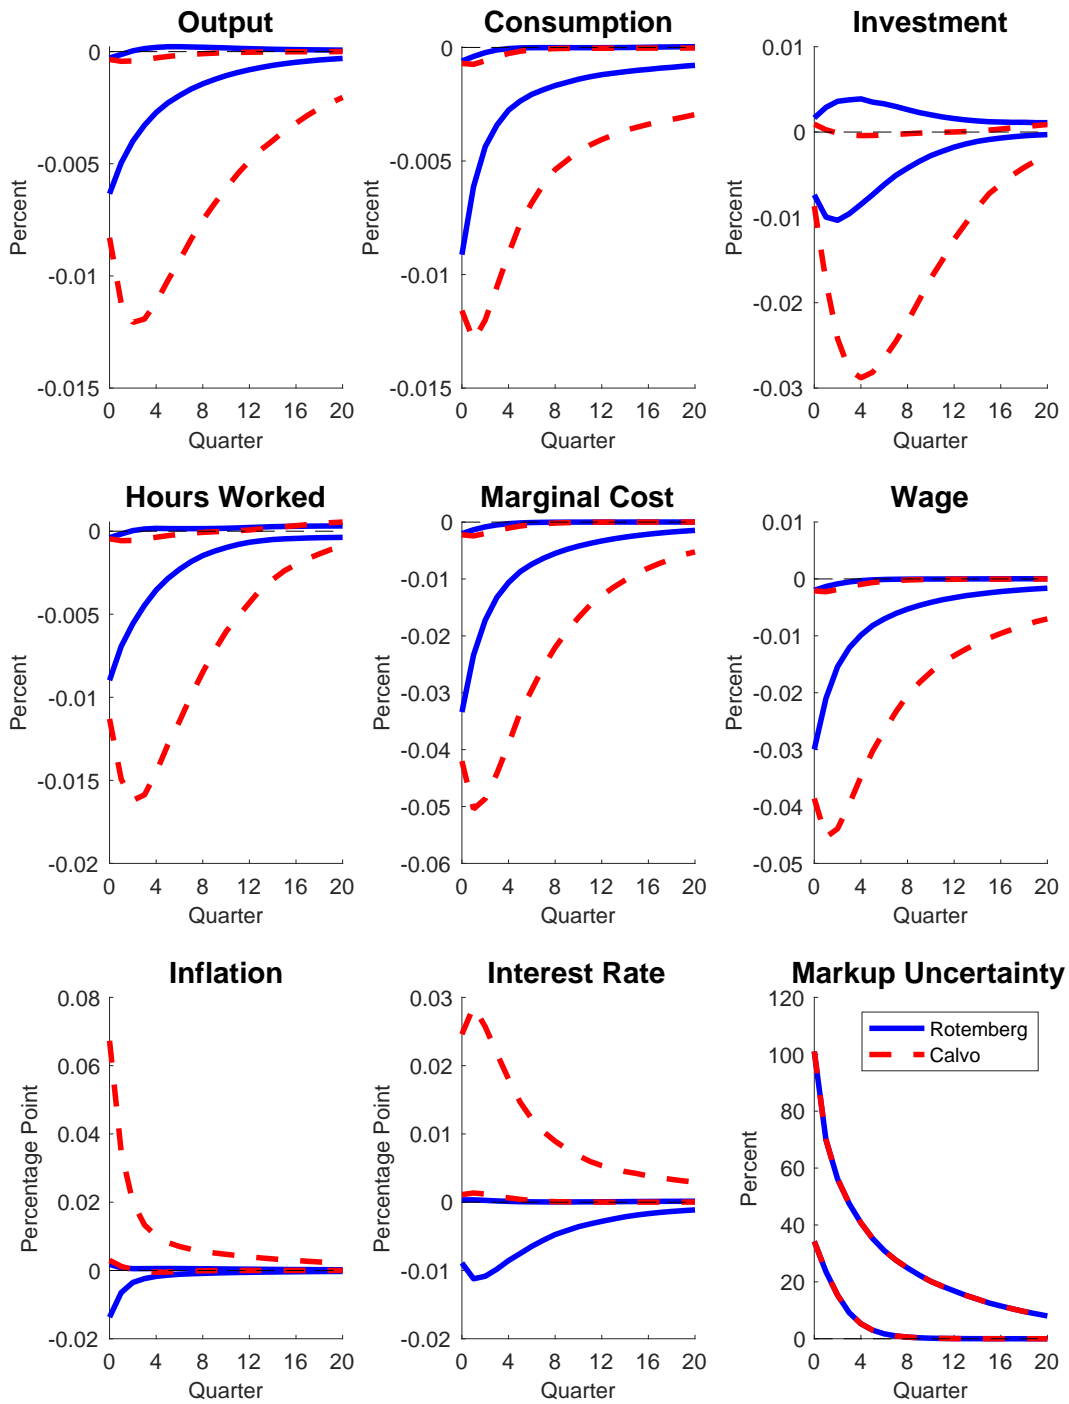 Output
Consumption
Investment
0
-0.005
-0.01
-0.015
Percent
0 4 8 12 16 20
Quarter
0
-0.005
-0.01
-0.015
Percent
0 4 8 12 16 20
Quarter
0.01
0
-0.01
-0.02
-0.03
Percent
0 4 8 12 16 20
Quarter
Hours Worked
Marginal Cost
Wage
0
-0.005
-0.01
-0.015
-0.02
Percent
0 4 8 12 16 20
Quarter
0
-0.01
-0.02
-0.03
-0.04
-0.05
-0.06
Percent
0 4 8 12 16 20
Quarter
0.01
0
-0.01
-0.02
-0.03
-0.04
-0.05
Percent
0 4 8 12 16 20
Quarter
Inflation
Interest Rate
Markup Uncertainty
0.08
0.06
0.04
0.02
0
-0.02
Percentage Point
0 4 8 12 16 20
Quarter
0.03
0.02
0.01
0
-0.01
-0.02
Percentage Point
0 4 8 12 16 20
Quarter
120
100
80
60
40
20
0
Percent
Rotemberg
Calvo
0 4 8 12 16 20
Quarter